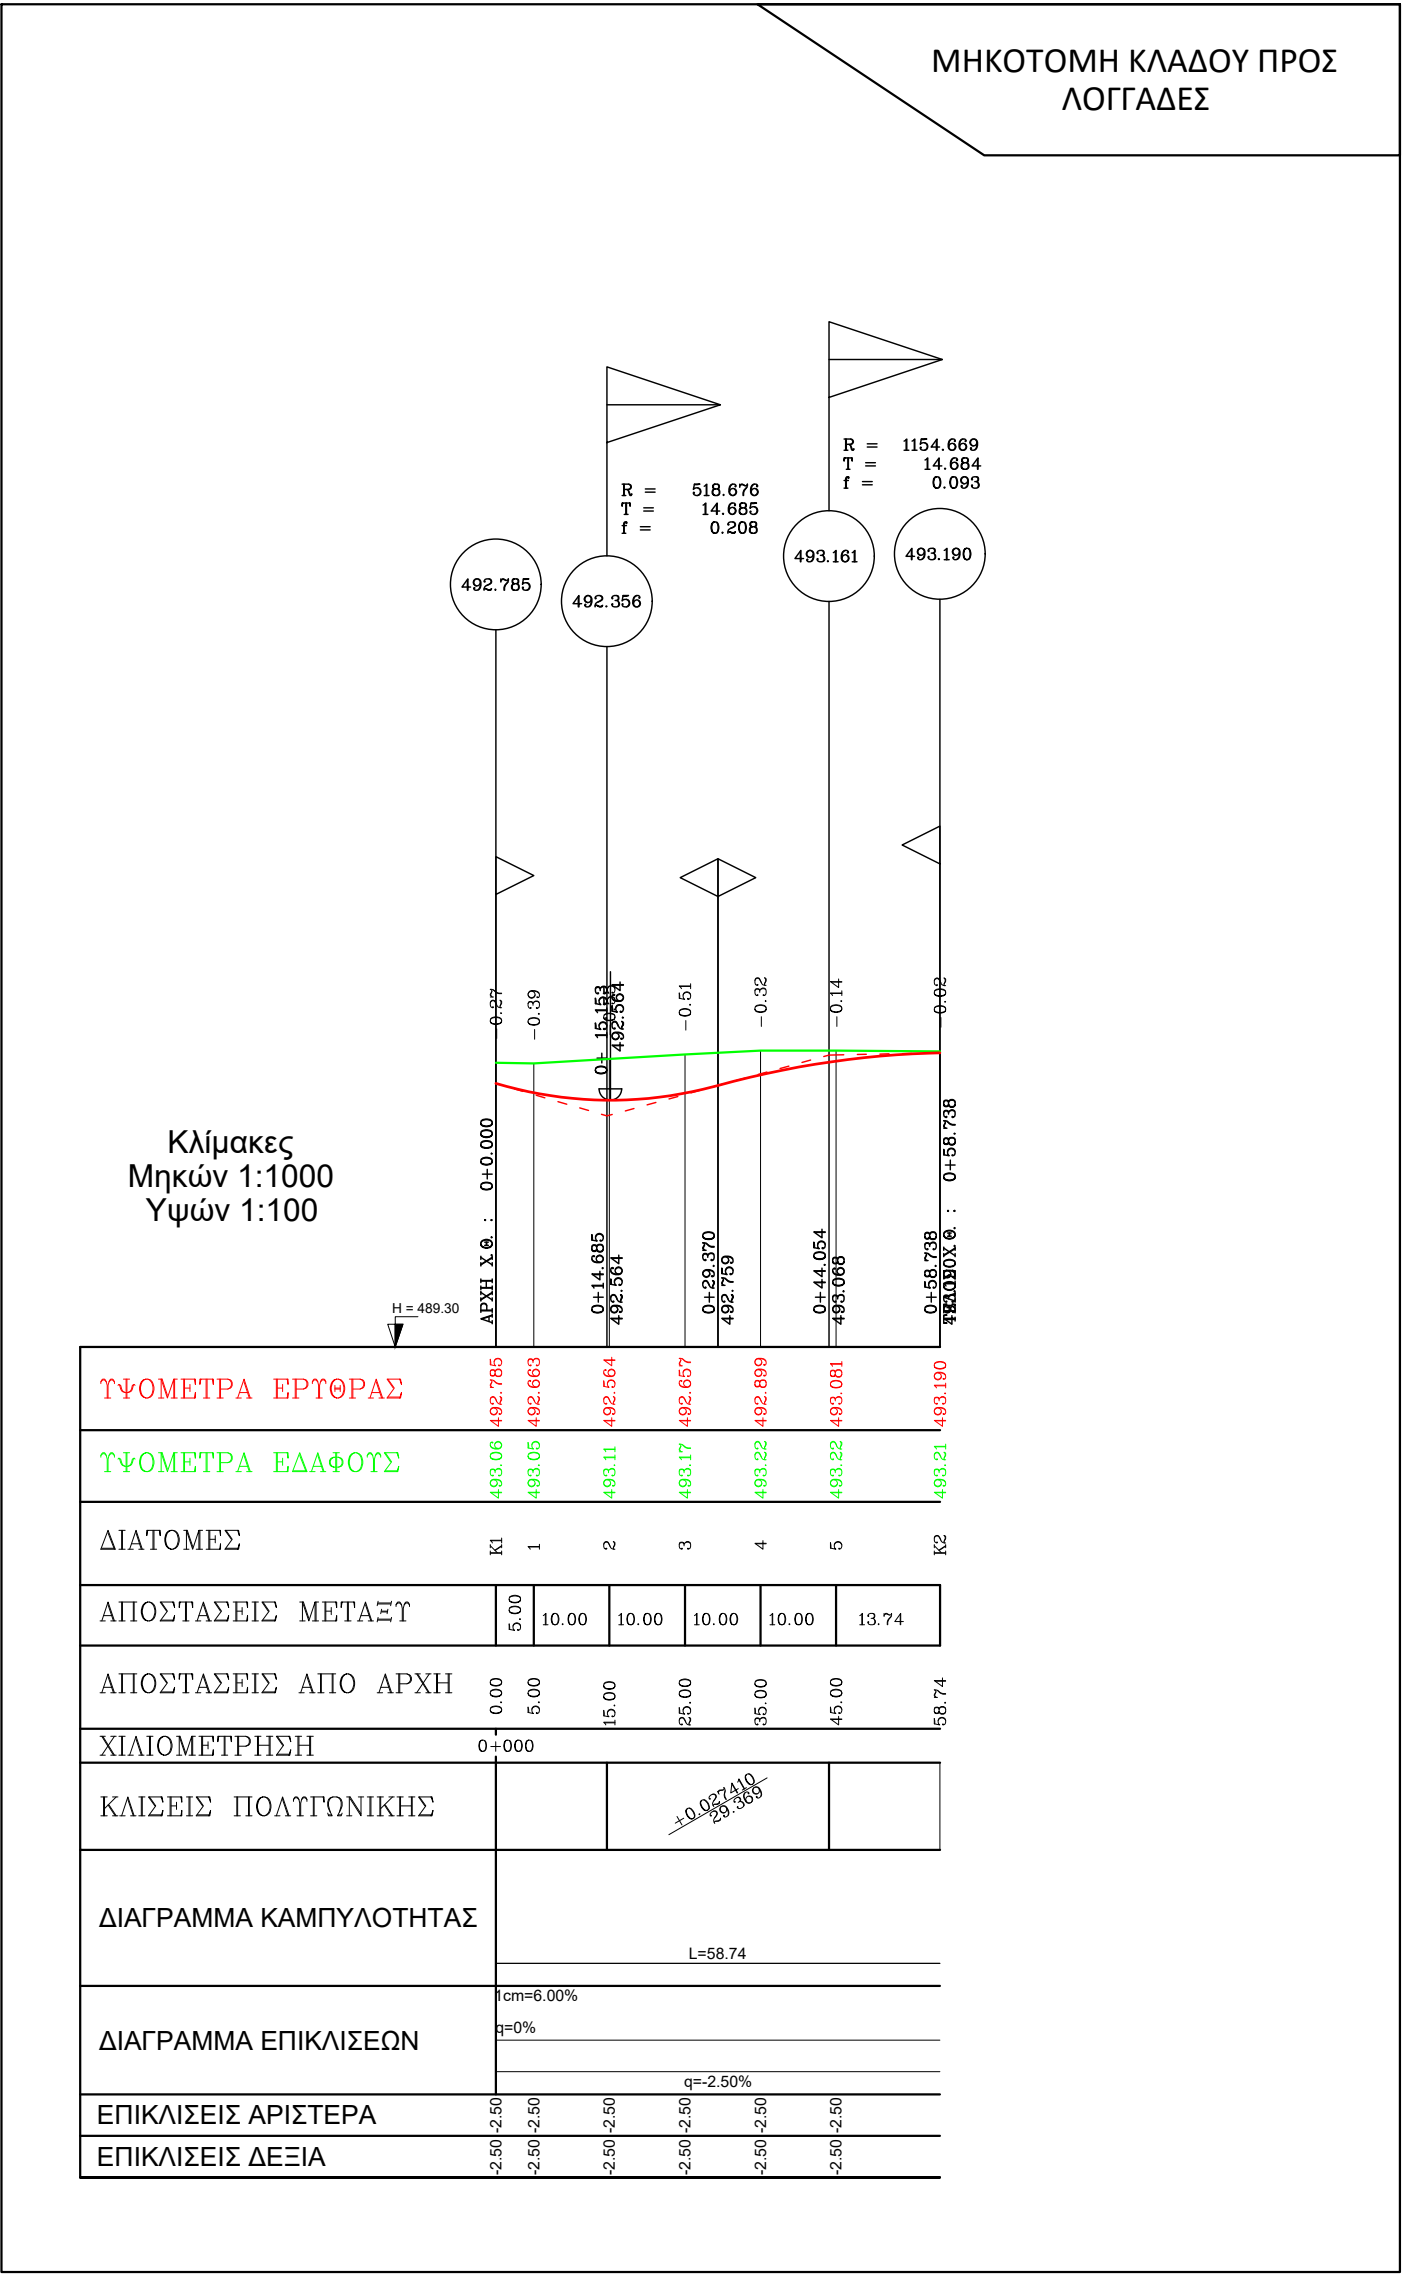 ΜΗΚΟΤΟΜΗ ΚΛΑΔΟΥ ΠΡΟΣ
ΛΟΓΓΑΔΕΣ
R = 1154.669
T = 14.684
f = 0.093
R = 518.676
T = 14.685
f = 0.208
492.785
492.356
493.161
493.190
-0.27
-0.39
0+ 15.153
492.564
-0.51
-0.32
-0.14
-0.02
Κλίμακες
Μηκών 1:1000
Υψών 1:100
H = 489.30
ΑΡΧΗ Χ.Θ. : 0+0.000
0+14.685
492.564
0+29.370
492.759
0+44.054
493.068
0+58.738
Χ.Θ. : 0+58.738
ΥΨΟΜΕΤΡΑ ΕΡΥΘΡΑΣ 492.785 492.663 492.564 492.657 492.899 493.081 493.190
ΥΨΟΜΕΤΡΑ ΕΔΑΦΟΥΣ 493.06 493.05 493.11 493.17 493.22 493.22 493.21
ΔΙΑΤΟΜΕΣ K1 1 2 3 4 5 K2
ΑΠΟΣΤΑΣΕΙΣ ΜΕΤΑΞΥ 5.00 10.00 10.00 10.00 10.00 13.74
ΑΠΟΣΤΑΣΕΙΣ ΑΠΟ ΑΡΧΗ 0.00 5.00 15.00 25.00 35.00 45.00 58.74
ΧΙΛΙΟΜΕΤΡΗΣΗ 0+000
ΚΛΙΣΕΙΣ ΠΟΛΥΓΩΝΙΚΗΣ +0.027410
29.369
ΔΙΑΓΡΑΜΜΑ ΚΑΜΠΥΛΟΤΗΤΑΣ
L=58.74
1cm=6.00%
q=0%
ΔΙΑΓΡΑΜΜΑ ΕΠΙΚΛΙΣΕΩΝ
q=-2.50%
ΕΠΙΚΛΙΣΕΙΣ ΑΡΙΣΤΕΡΑ -2.50 -2.50 -2.50 -2.50 -2.50 -2.50
ΕΠΙΚΛΙΣΕΙΣ ΔΕΞΙΑ -2.50 -2.50 -2.50 -2.50 -2.50 -2.50